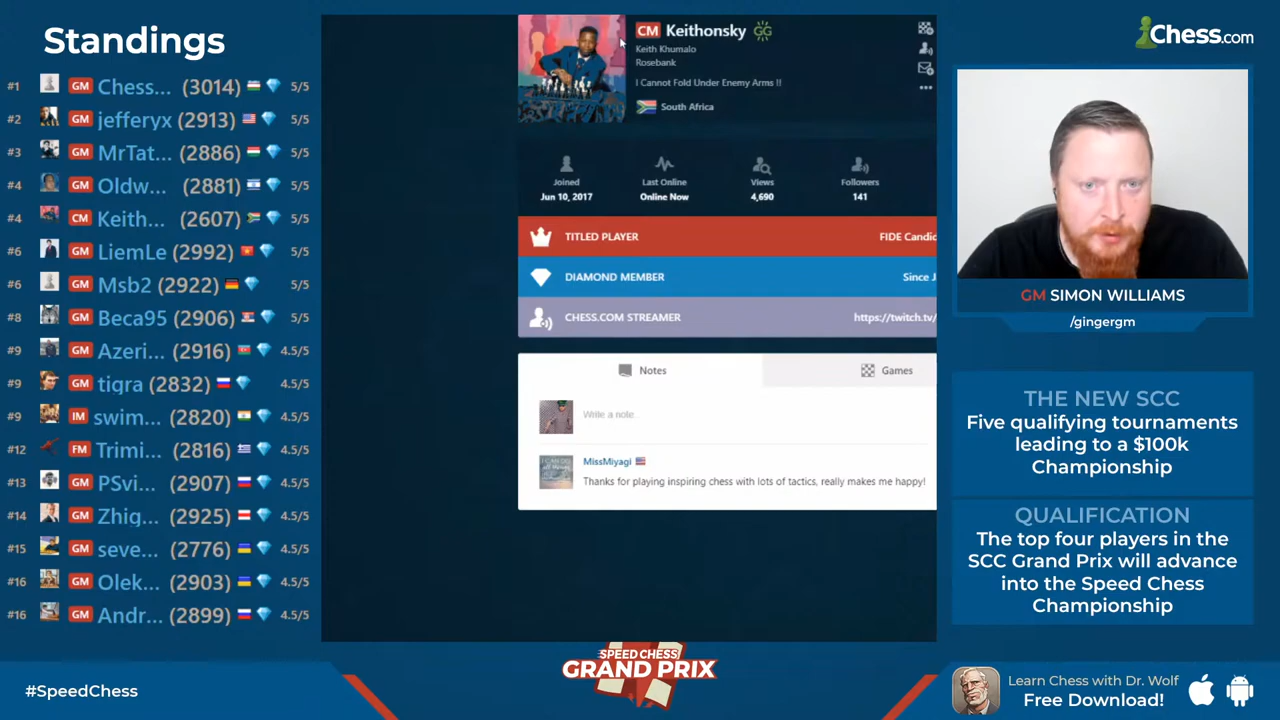 Standings
#1 GM Chess... (3014) 5/5
#2 GM jefferyx (2913) 5/5
#3 GM MrTat... (2886) 5/5
#4 GM Oldw... (2881) 5/5
#4 CM Keith... (2607) 5/5
#6 GM LiemLe (2992) 5/5
#6 GM Msb2 (2922) 5/5
#8 GM Beca95 (2906) 5/5
#9 GM Azeri... (2916) 4.5/5
#9 GM tigra (2832) 4.5/5
#9 IM swim... (2820) 4.5/5
#12 FM Trimi... (2816) 4.5/5
#13 GM PSvi... (2907) 4.5/5
#14 GM Zhig... (2925) 4.5/5
#15 GM seve... (2776) 4.5/5
#16 GM Olek... (2903) 4.5/5
#16 GM Andr... (2899) 4.5/5
#SpeedChess
CM Keithonsky GG
Keith Khumalo
Rosebank
I Cannot Fold Under Enemy Arms !!
South Africa
Joined
Jun 10, 2017
Last Online
Online Now
Views
4,690
Followers
141
TITLED PLAYER FIDE Candid
DIAMOND MEMBER Since J
CHESS.COM STREAMER https://twitch.tv/
Notes Games
Write a note...
MissMiyagi
Thanks for playing inspiring chess with lots of tactics, really makes me happy!
SPEED CHESS
GRAND PRIX
Chess.com
GM SIMON WILLIAMS
/gingergm
THE NEW SCC
Five qualifying tournaments
leading to a $100k
Championship
QUALIFICATION
The top four players in the
SCC Grand Prix will advance
into the Speed Chess
Championship
Learn Chess with Dr. Wolf
Free Download!